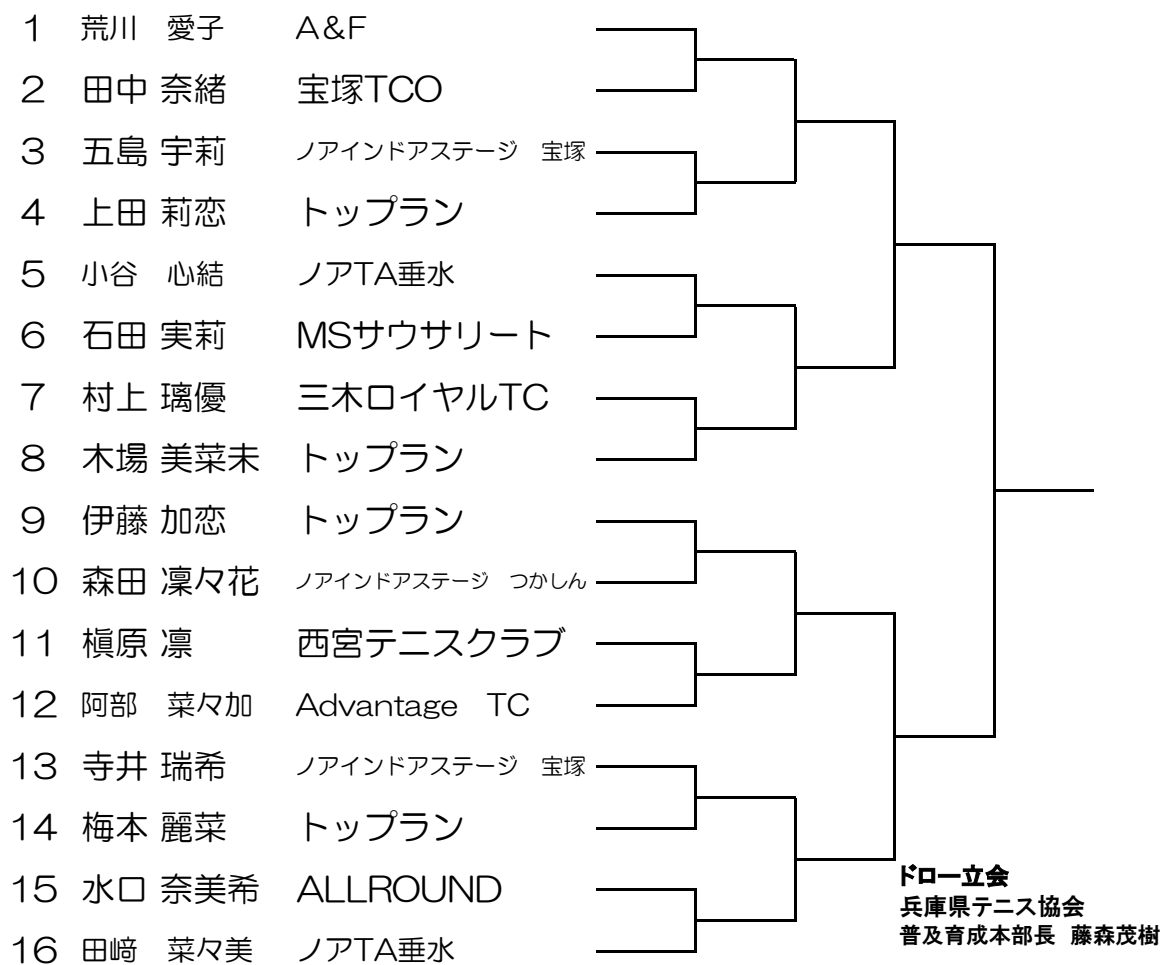 1 荒川 愛子 A&F
2 田中 奈緒 宝塚TCO
3 五島 宇莉 ノアインドアステージ 宝塚
4 上田 莉恋 トップラン
5 小谷 心結 ノアTA垂水
6 石田 実莉 MSサウサリート
7 村上 璃優 三木ロイヤルTC
8 木場 美菜未 トップラン
9 伊藤 加恋 トップラン
10 森田 凜々花 ノアインドアステージ つかしん
11 槇原 凛 西宮テニスクラブ
12 阿部 菜々加 Advantage TC
13 寺井 瑞希 ノアインドアステージ 宝塚
14 梅本 麗菜 トップラン
15 水口 奈美希 ALLROUND
16 田﨑 菜々美 ノアTA垂水
ドロー立会
兵庫県テニス協会
普及育成本部長 藤森茂樹